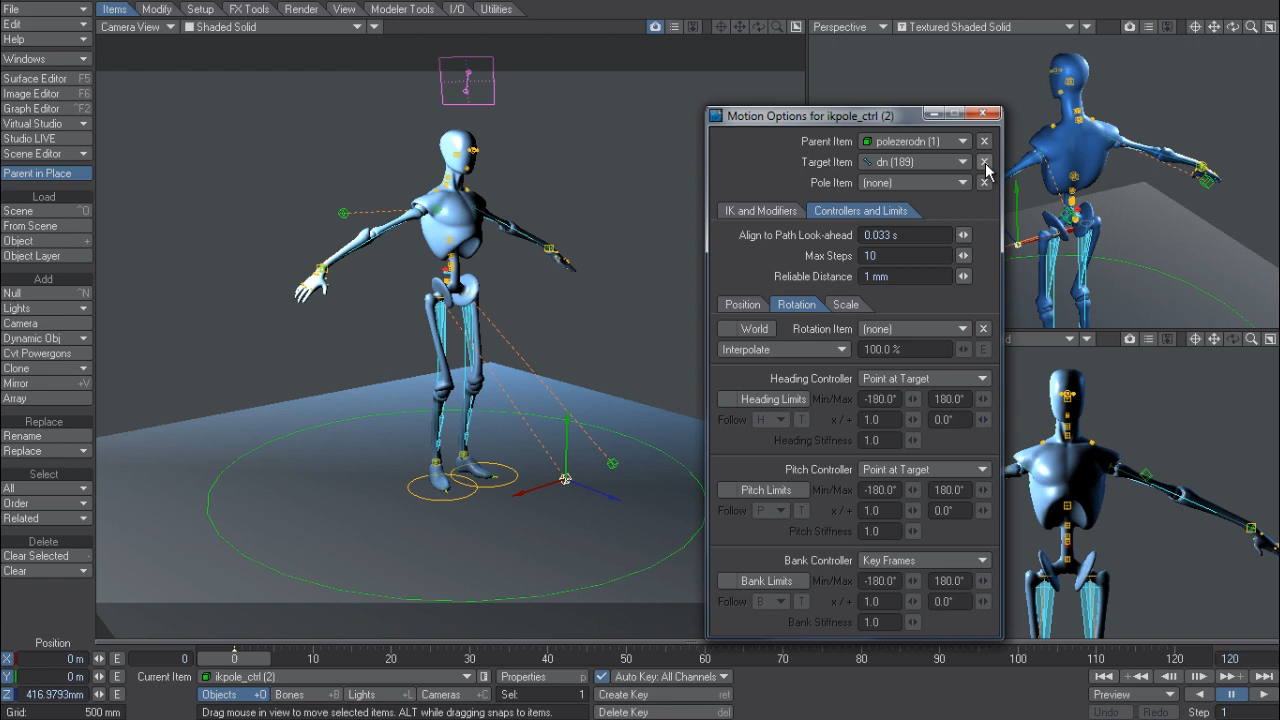 File
Items Modify Setup FX Tools Render View Modeler Tools I/O Utilities
Edit
Camera View Shaded Solid Perspective Textured Shaded Solid
Help
Windows
Surface Editor F5
Image Editor F6
Graph Editor ^F2
Virtual Studio
Studio LIVE
Scene Editor
Parent in Place
Load
Scene ^O
From Scene
Object +
Object Layer
Add
Null ^N
Lights
Camera
Dynamic Obj
Cvt Powergons
Clone
Mirror +V
Array
Replace
Rename
Replace
Select
All
Order
Related
Delete
Clear Selected -
Clear
Motion Options for ikpole_ctrl (2)
Parent Item polezerodn (1) X
Target Item dn (189) X
Pole Item (none) X
IK and Modifiers Controllers and Limits
Align to Path Look-ahead 0.033 s
Max Steps 10
Reliable Distance 1 mm
Position Rotation Scale
World Rotation Item (none) X
Interpolate 100.0 % E
Heading Controller Point at Target
Heading Limits Min/Max -180.0° 180.0°
Follow H T x / + 1.0 0.0°
Heading Stiffness 1.0
Pitch Controller Point at Target
Pitch Limits Min/Max -180.0° 180.0°
Follow P T x / + 1.0 0.0°
Pitch Stiffness 1.0
Bank Controller Key Frames
Bank Limits Min/Max -180.0° 180.0°
Follow B T x / + 1.0 0.0°
Bank Stiffness 1.0
Position
X 0 m E 0 0 10 20 30 40 50 60 70 80 90 100 110 120 120
Y 0 m E Current Item ikpole_ctrl (2) Properties p Auto Key: All Channels
Z 416.9793mm E Objects +O Bones +B Lights +L Cameras +C Sel: 1 Create Key ret Preview
Grid: 500 mm Drag mouse in view to move selected items. ALT while dragging snaps to items. Delete Key del Undo Redo Step 1